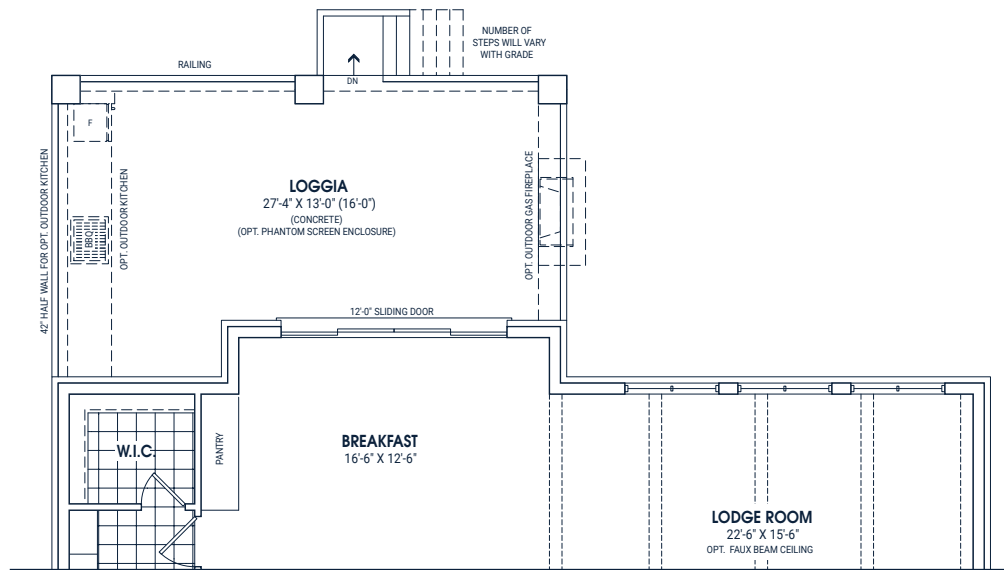 NUMBER OF
STEPS WILL VARY
WITH GRADE
RAILING
DN
F
42" HALF WALL FOR OPT. OUTDOOR KITCHEN
OPT. OUTDOOR KITCHEN
BBQ
LOGGIA
27'-4" X 13'-0" (16'-0")
(CONCRETE)
(OPT. PHANTOM SCREEN ENCLOSURE)
OPT. OUTDOOR GAS FIREPLACE
12'-0" SLIDING DOOR
W.I.C.
PANTRY
BREAKFAST
16'-6" X 12'-6"
LODGE ROOM
22'-6" X 15'-6"
OPT. FAUX BEAM CEILING